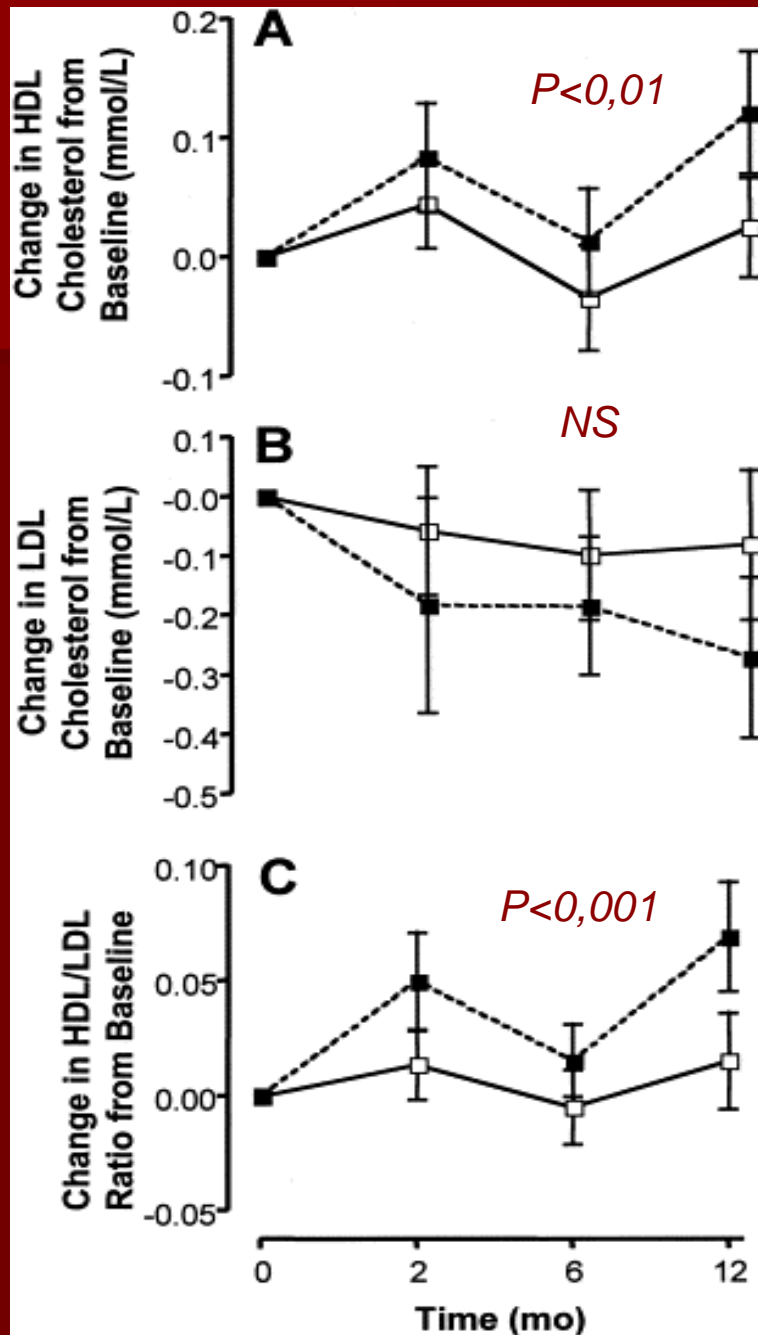 A
P<0,01
Change in HDL
Cholesterol from
Baseline (mmol/L)
0.2
0.1
0.0
-0.1
NS
B
Change in LDL
Cholesterol from
Baseline (mmol/L)
0.1
-0.0
-0.1
-0.2
-0.3
-0.4
-0.5
C
P<0,001
Change in HDL/LDL
Ratio from Baseline
0.10
0.05
0.00
-0.05
0 2 6 12
Time (mo)